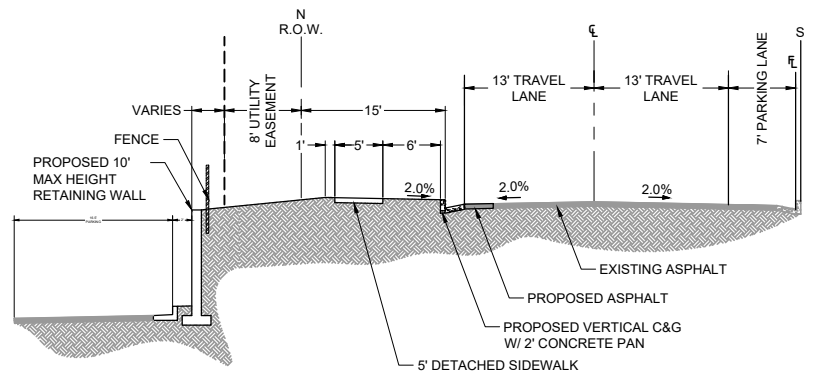 N
R.O.W.
℄
S
FL
VARIES
8' UTILITY
EASEMENT
15'
13' TRAVEL
LANE
13' TRAVEL
LANE
7' PARKING LANE
FENCE
1'
5'
6'
PROPOSED 10'
MAX HEIGHT
RETAINING WALL
2.0%
2.0%
2.0%
PARKING
EXISTING ASPHALT
PROPOSED ASPHALT
PROPOSED VERTICAL C&G
W/ 2' CONCRETE PAN
5' DETACHED SIDEWALK